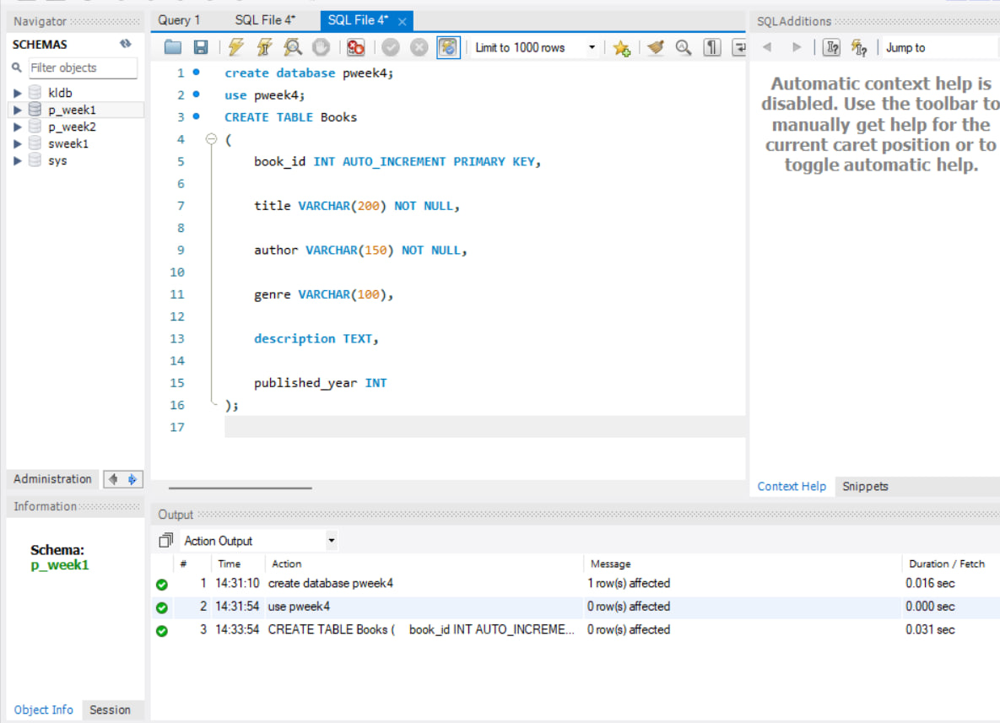 Navigator
SCHEMAS
Filter objects
kldb
p_week1
p_week2
sweek1
sys
Administration
Information
Schema:
p_week1
Object Info
Session
Query 1
SQL File 4*
SQL File 4*
Limit to 1000 rows
1 create database pweek4;
2 use pweek4;
3 CREATE TABLE Books
4 (
5 book_id INT AUTO_INCREMENT PRIMARY KEY,
6
7 title VARCHAR(200) NOT NULL,
8
9 author VARCHAR(150) NOT NULL,
10
11 genre VARCHAR(100),
12
13 description TEXT,
14
15 published_year INT
16 );
17
SQLAdditions
Jump to
Automatic context help is
disabled. Use the toolbar to
manually get help for the
current caret position or to
toggle automatic help.
Context Help
Snippets
Output
Action Output
# Time Action Message Duration / Fetch
1 14:31:10 create database pweek4 1 row(s) affected 0.016 sec
2 14:31:54 use pweek4 0 row(s) affected 0.000 sec
3 14:33:54 CREATE TABLE Books ( book_id INT AUTO_INCREME... 0 row(s) affected 0.031 sec